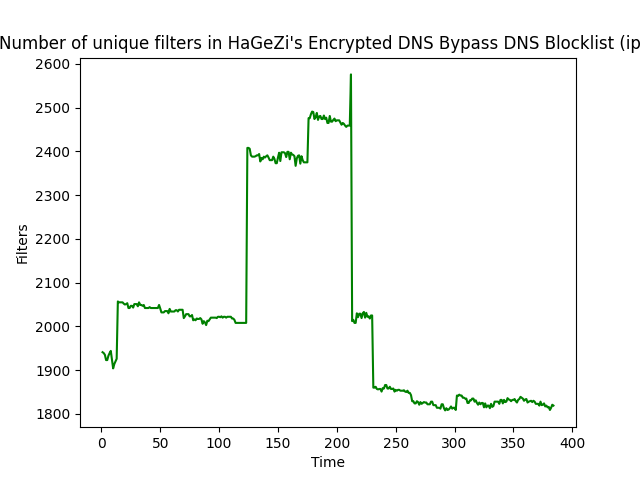 Number of unique filters in HaGeZi's Encrypted DNS Bypass DNS Blocklist (ip
2600
2500
2400
2300
2200
2100
2000
1900
1800
Filters
0 50 100 150 200 250 300 350 400
Time